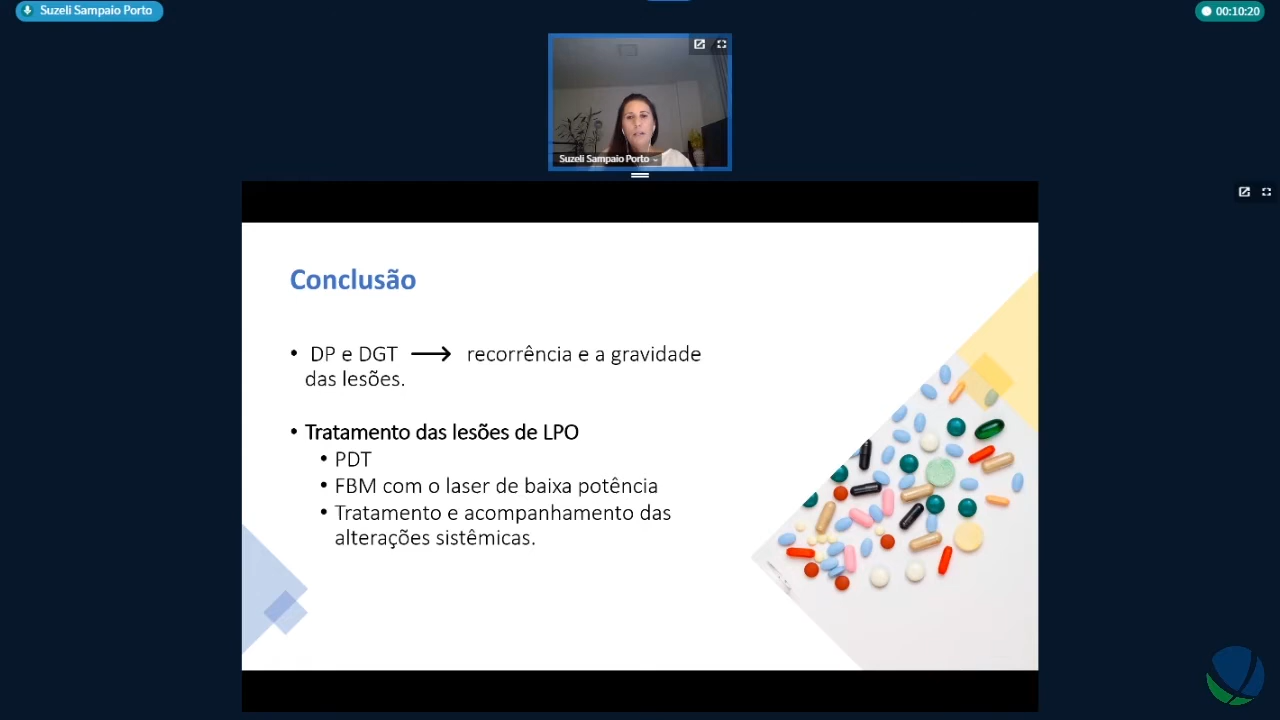 Suzeli Sampaio Porto
00:10:20
Suzeli Sampaio Porto
Conclusão
• DP e DGT → recorrência e a gravidade
das lesões.
• Tratamento das lesões de LPO
• PDT
• FBM com o laser de baixa potência
• Tratamento e acompanhamento das
alterações sistêmicas.